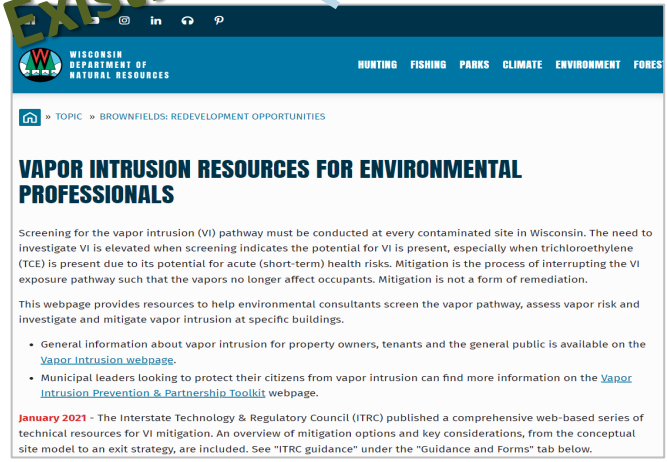 WISCONSIN
DEPARTMENT OF
NATURAL RESOURCES
HUNTING FISHING PARKS CLIMATE ENVIRONMENT FORES
» TOPIC » BROWNFIELDS: REDEVELOPMENT OPPORTUNITIES
VAPOR INTRUSION RESOURCES FOR ENVIRONMENTAL
PROFESSIONALS
Screening for the vapor intrusion (VI) pathway must be conducted at every contaminated site in Wisconsin. The need to
investigate VI is elevated when screening indicates the potential for VI is present, especially when trichloroethylene
(TCE) is present due to its potential for acute (short-term) health risks. Mitigation is the process of interrupting the VI
exposure pathway such that the vapors no longer affect occupants. Mitigation is not a form of remediation.
This webpage provides resources to help environmental consultants screen the vapor pathway, assess vapor risk and
investigate and mitigate vapor intrusion at specific buildings.
• General information about vapor intrusion for property owners, tenants and the general public is available on the
Vapor Intrusion webpage.
• Municipal leaders looking to protect their citizens from vapor intrusion can find more information on the Vapor
Intrusion Prevention & Partnership Toolkit webpage.
January 2021 - The Interstate Technology & Regulatory Council (ITRC) published a comprehensive web-based series of
technical resources for VI mitigation. An overview of mitigation options and key considerations, from the conceptual
site model to an exit strategy, are included. See "ITRC guidance" under the "Guidance and Forms" tab below.